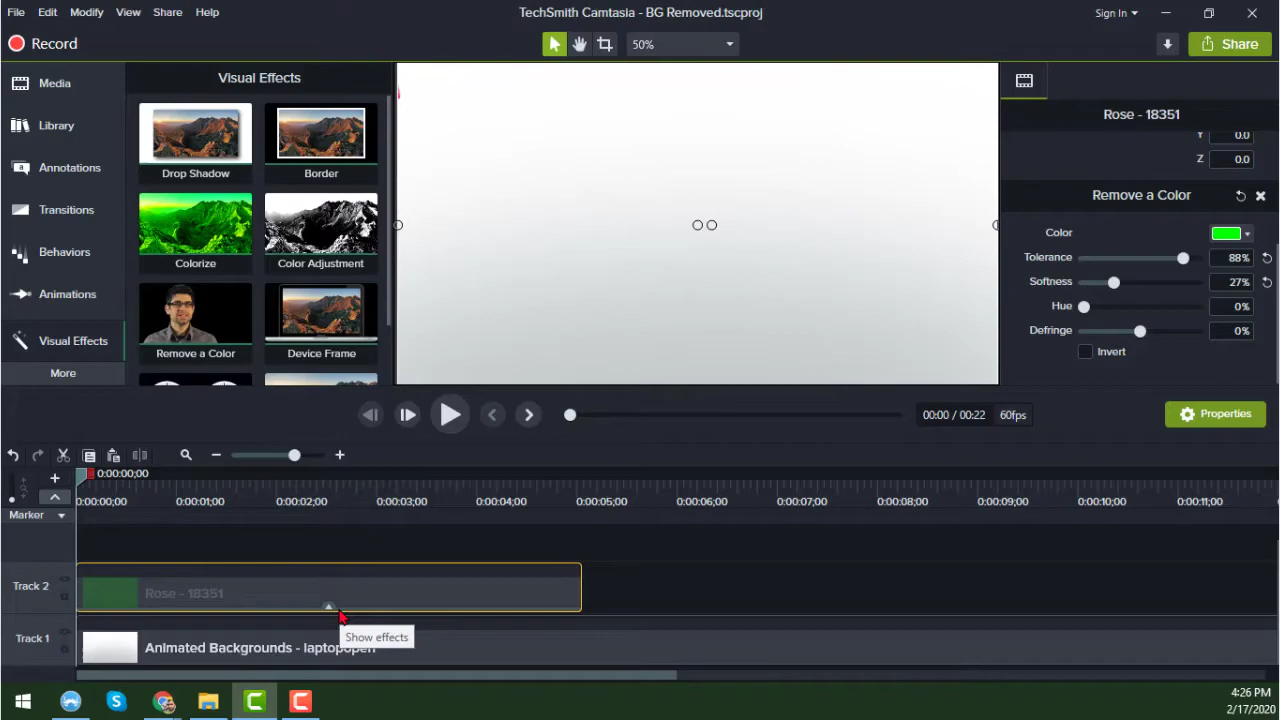 File Edit Modify View Share Help
TechSmith Camtasia - BG Removed.tscproj
Sign In
Record
50%
Share
Media
Library
Annotations
Transitions
Behaviors
Animations
Visual Effects
More
Visual Effects
Drop Shadow
Border
Colorize
Color Adjustment
Remove a Color
Device Frame
Rose - 18351
Y 0.0
Z 0.0
Remove a Color
Color
Tolerance 88%
Softness 27%
Hue 0%
Defringe 0%
Invert
00:00 / 00:22 60fps
Properties
0:00:00;00
0:00:00;00 0:00:01;00 0:00:02;00 0:00:03;00 0:00:04;00 0:00:05;00 0:00:06;00 0:00:07;00 0:00:08;00 0:00:09;00 0:00:10;00 0:00:11;00
Marker
Track 2
Rose - 18351
Show effects
Track 1
Animated Backgrounds - laptopopen
4:26 PM
2/17/2020